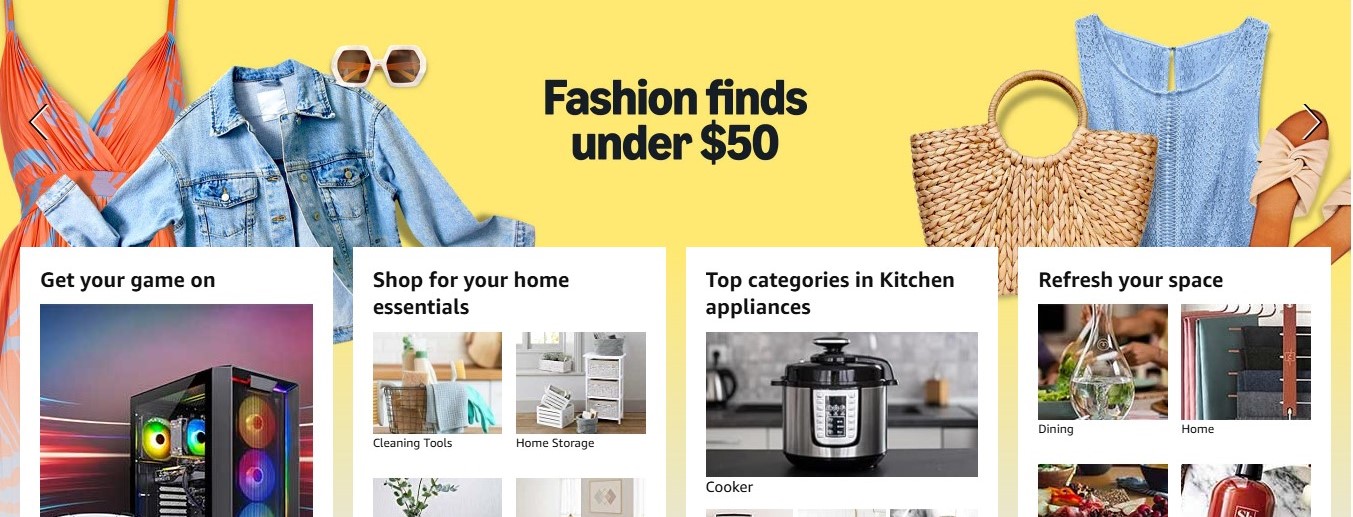 Fashion finds
under $50
Get your game on
Shop for your home
essentials
Cleaning Tools
Home Storage
Top categories in Kitchen
appliances
Cooker
Refresh your space
Dining
Home